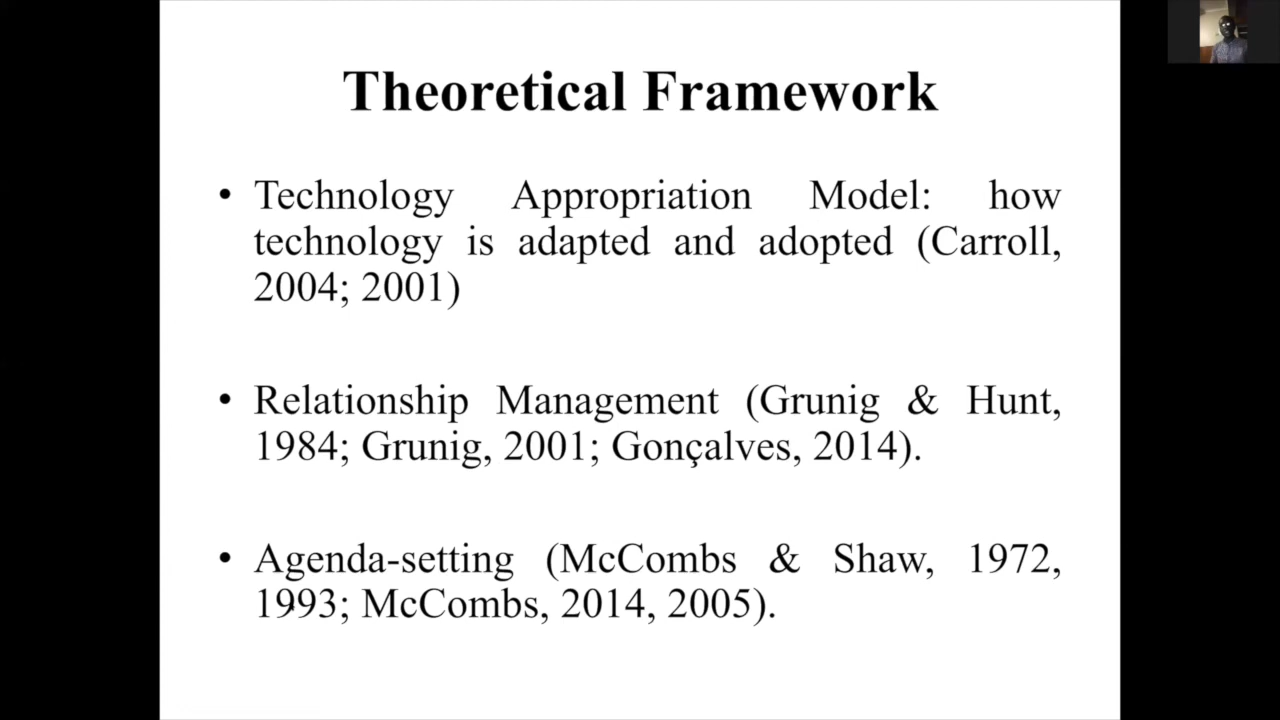 Theoretical Framework
• Technology Appropriation Model: how
technology is adapted and adopted (Carroll,
2004; 2001)
• Relationship Management (Grunig & Hunt,
1984; Grunig, 2001; Gonçalves, 2014).
• Agenda-setting (McCombs & Shaw, 1972,
1993; McCombs, 2014, 2005).